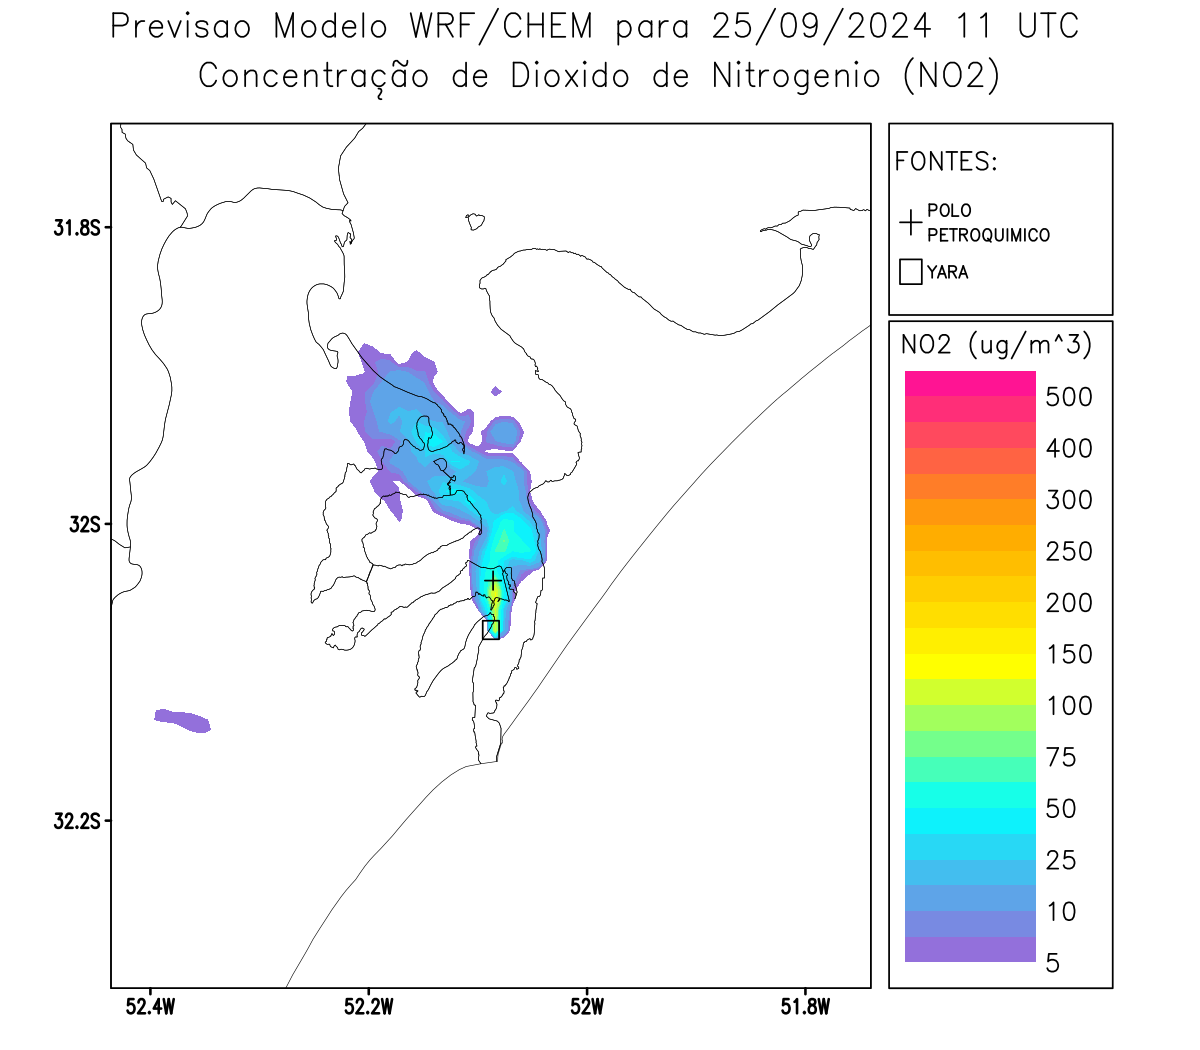 Previsao Modelo WRF/CHEM para 25/09/2024 11 UTC
Concentração de Dioxido de Nitrogenio (NO2)
FONTES:
POLO
PETROQUIMICO
YARA
NO2 (ug/m^3)
500
400
300
250
200
150
100
75
50
25
10
5
31.8S
32S
32.2S
52.4W
52.2W
52W
51.8W